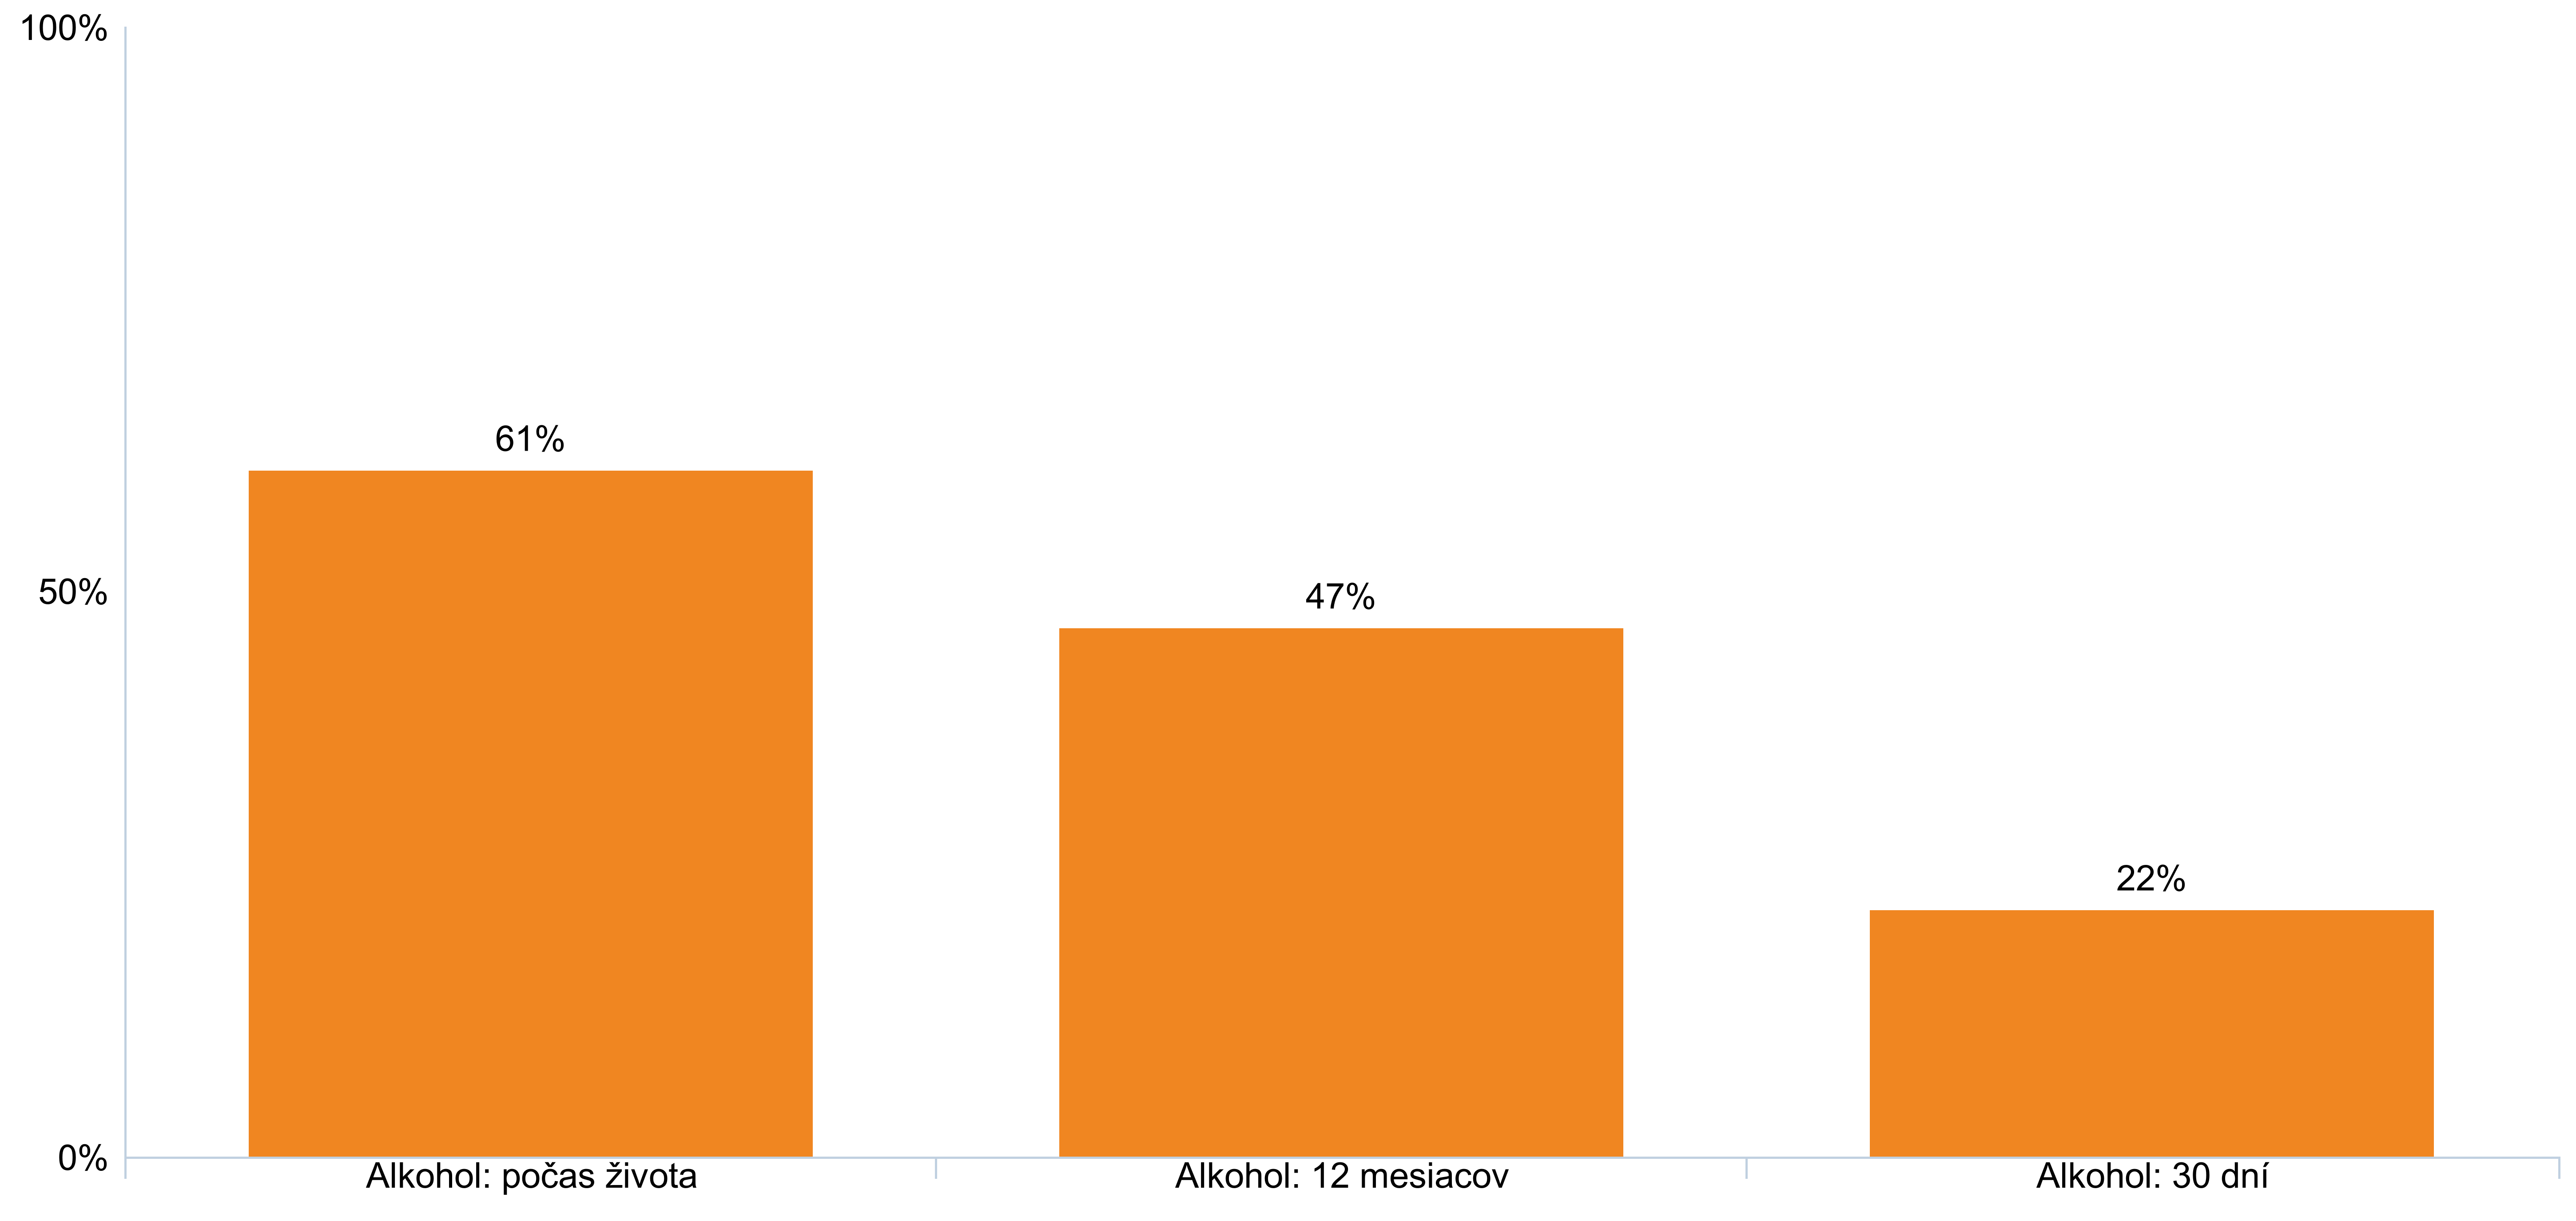 100%
61%
50%
47%
22%
0%
Alkohol: počas života
Alkohol: 12 mesiacov
Alkohol: 30 dní